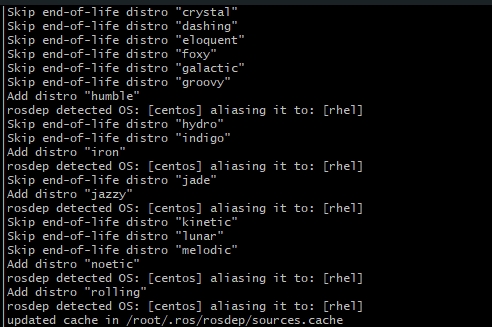 Skip end-of-life distro "crystal"
Skip end-of-life distro "dashing"
Skip end-of-life distro "eloquent"
Skip end-of-life distro "foxy"
Skip end-of-life distro "galactic"
Skip end-of-life distro "groovy"
Add distro "humble"
rosdep detected OS: [centos] aliasing it to: [rhel]
Skip end-of-life distro "hydro"
Skip end-of-life distro "indigo"
Add distro "iron"
rosdep detected OS: [centos] aliasing it to: [rhel]
Skip end-of-life distro "jade"
Add distro "jazzy"
rosdep detected OS: [centos] aliasing it to: [rhel]
Skip end-of-life distro "kinetic"
Skip end-of-life distro "lunar"
Skip end-of-life distro "melodic"
Add distro "noetic"
rosdep detected OS: [centos] aliasing it to: [rhel]
Add distro "rolling"
rosdep detected OS: [centos] aliasing it to: [rhel]
updated cache in /root/.ros/rosdep/sources.cache